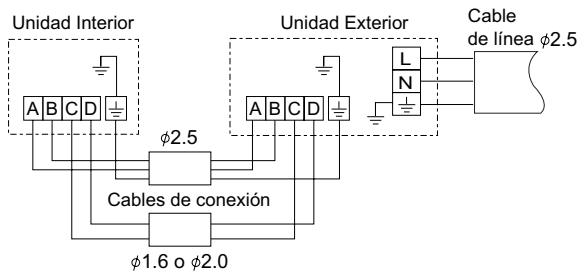 Unidad Interior
Unidad Exterior
Cable
de línea ϕ2.5
L
N
A B C D
A B C D
ϕ2.5
Cables de conexión
ϕ1.6 o ϕ2.0